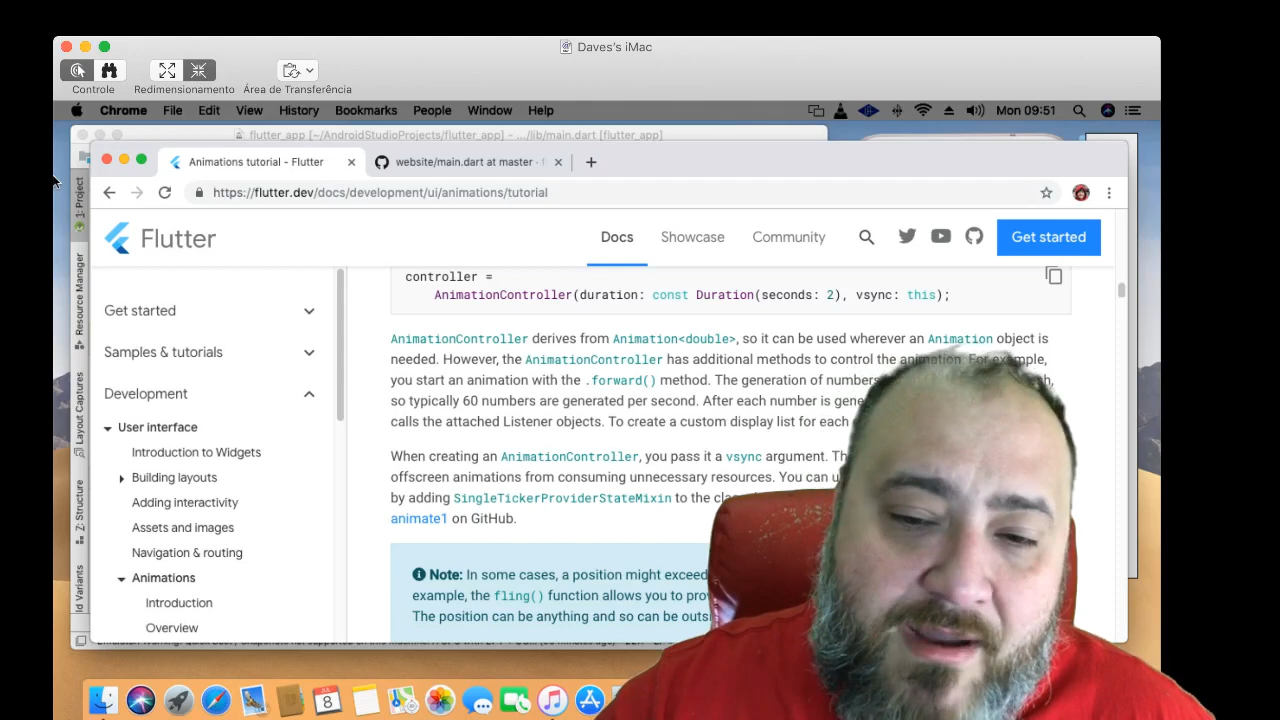 Daves's iMac
Controle
Redimensionamento
Área de Transferência
Chrome File Edit View History Bookmarks People Window Help Mon 09:51
flutter_app [~/AndroidStudioProjects/flutter_app] - .../lib/main.dart [flutter_app]
Animations tutorial - Flutter
website/main.dart at master ·
https://flutter.dev/docs/development/ui/animations/tutorial
1: Project
Resource Manager
Layout Captures
Z: Structure
ld Variants
Flutter
Docs Showcase Community Get started
Get started
Samples & tutorials
Development
User interface
Introduction to Widgets
Building layouts
Adding interactivity
Assets and images
Navigation & routing
Animations
Introduction
Overview
controller =
AnimationController(duration: const Duration(seconds: 2), vsync: this);
AnimationController derives from Animation<double>, so it can be used wherever an Animation object is
needed. However, the AnimationController has additional methods to control the animation. For example,
you start an animation with the .forward() method. The generation of numbers
so typically 60 numbers are generated per second. After each number is gene
calls the attached Listener objects. To create a custom display list for each
When creating an AnimationController, you pass it a vsync argument. Th
offscreen animations from consuming unnecessary resources. You can u
by adding SingleTickerProviderStateMixin to the cla
animate1 on GitHub.
Note: In some cases, a position might exceed
example, the fling() function allows you to pro
The position can be anything and so can be outs
8